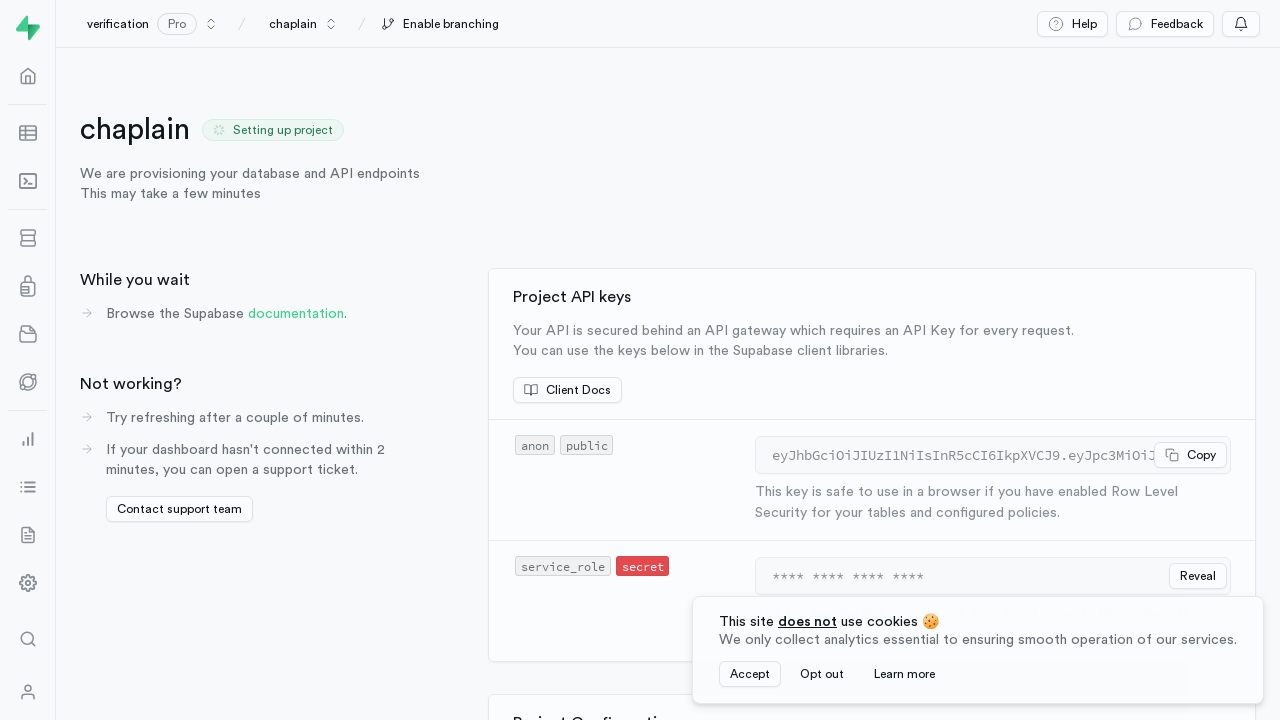 verification Pro / chaplain / Enable branching
Help Feedback
chaplain Setting up project
We are provisioning your database and API endpoints
This may take a few minutes
While you wait
Browse the Supabase documentation.
Not working?
Try refreshing after a couple of minutes.
If your dashboard hasn't connected within 2
minutes, you can open a support ticket.
Contact support team
Project API keys
Your API is secured behind an API gateway which requires an API Key for every request.
You can use the keys below in the Supabase client libraries.
Client Docs
anon public
eyJhbGciOiJIUzI1NiIsInR5cCI6IkpXVCJ9.eyJpc3MiOiJ Copy
This key is safe to use in a browser if you have enabled Row Level
Security for your tables and configured policies.
service_role secret
**** **** **** **** Reveal
This site does not use cookies 🍪
We only collect analytics essential to ensuring smooth operation of our services.
Accept Opt out Learn more